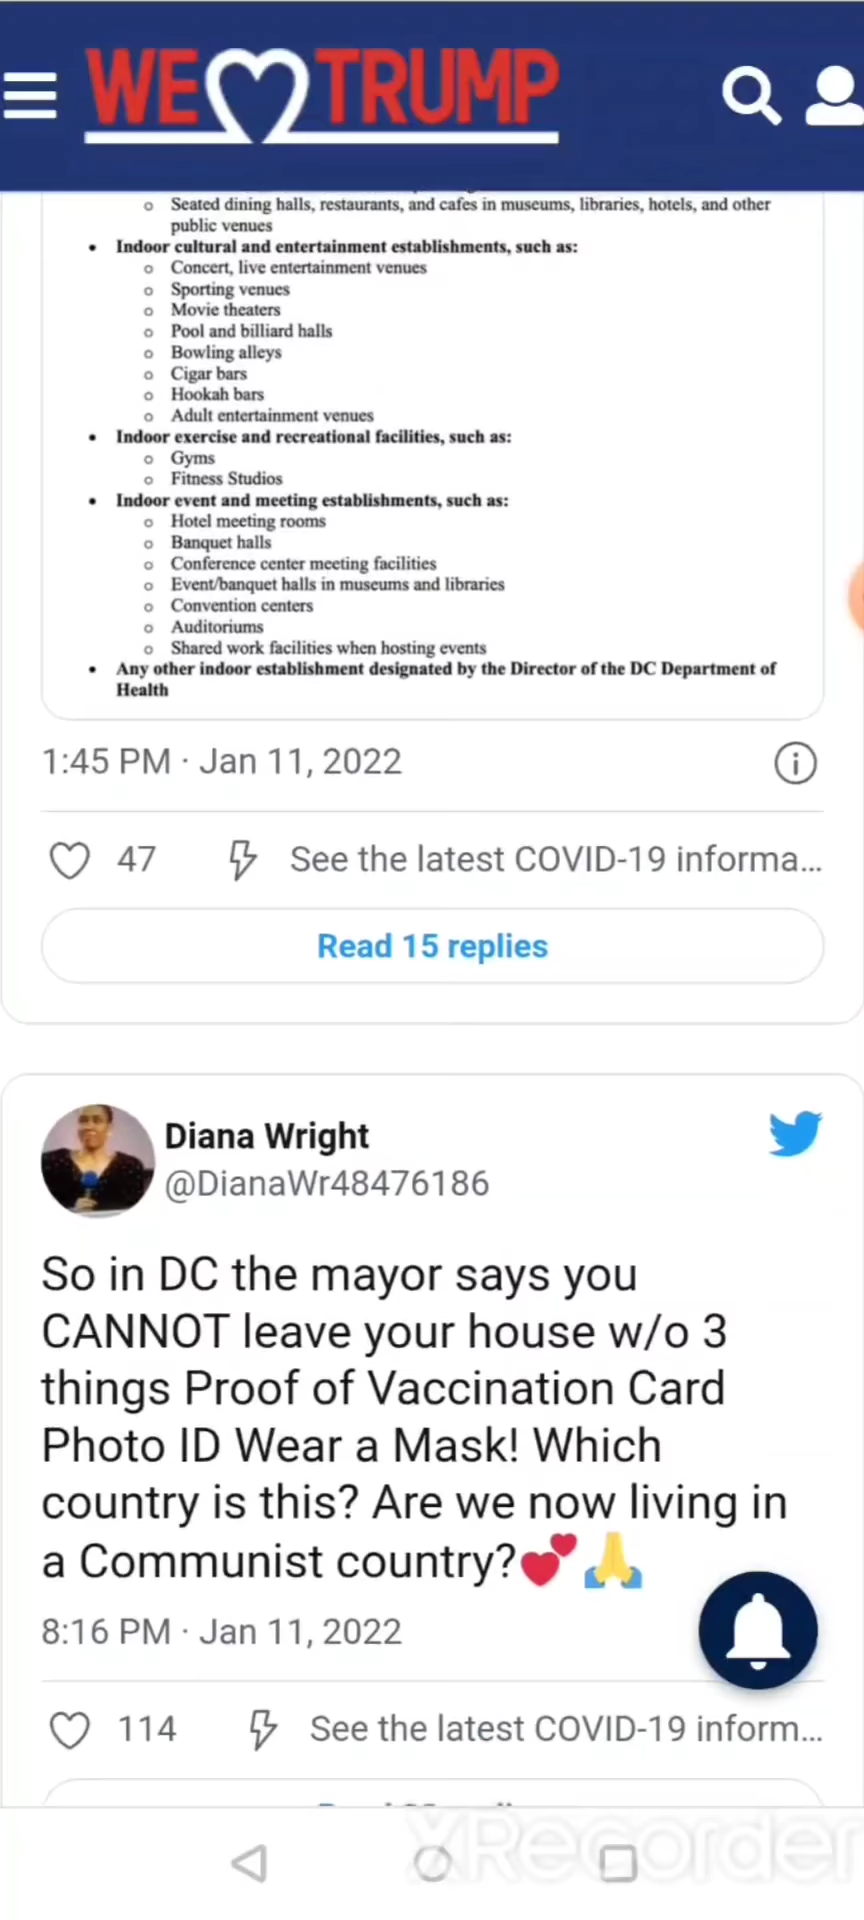 WE TRUMP
Seated dining halls, restaurants, and cafes in museums, libraries, hotels, and other
public venues
Indoor cultural and entertainment establishments, such as:
Concert, live entertainment venues
Sporting venues
Movie theaters
Pool and billiard halls
Bowling alleys
Cigar bars
Hookah bars
Adult entertainment venues
Indoor exercise and recreational facilities, such as:
Gyms
Fitness Studios
Indoor event and meeting establishments, such as:
Hotel meeting rooms
Banquet halls
Conference center meeting facilities
Event/banquet halls in museums and libraries
Convention centers
Auditoriums
Shared work facilities when hosting events
Any other indoor establishment designated by the Director of the DC Department of
Health
1:45 PM · Jan 11, 2022
47 See the latest COVID-19 informa...
Read 15 replies
Diana Wright
@DianaWr48476186
So in DC the mayor says you
CANNOT leave your house w/o 3
things Proof of Vaccination Card
Photo ID Wear a Mask! Which
country is this? Are we now living in
a Communist country?💕🙏
8:16 PM · Jan 11, 2022
114 See the latest COVID-19 inform...
XRecorder